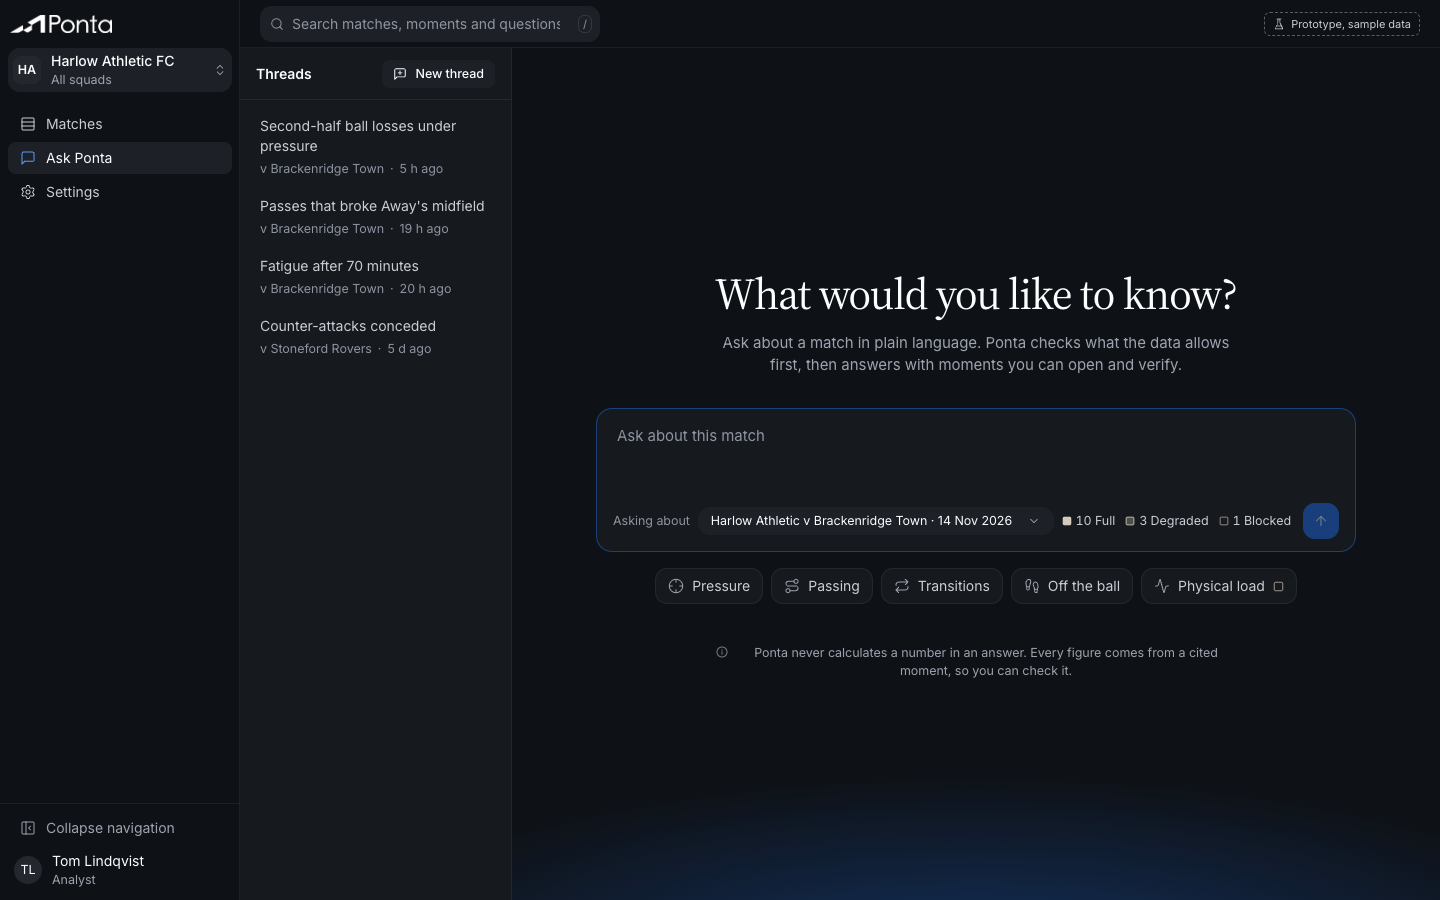 Ponta
Search matches, moments and questions
/
Prototype, sample data
HA
Harlow Athletic FC
All squads
Matches
Ask Ponta
Settings
Collapse navigation
TL
Tom Lindqvist
Analyst
Threads
New thread
Second-half ball losses under
pressure
v Brackenridge Town · 5 h ago
Passes that broke Away's midfield
v Brackenridge Town · 19 h ago
Fatigue after 70 minutes
v Brackenridge Town · 20 h ago
Counter-attacks conceded
v Stoneford Rovers · 5 d ago
What would you like to know?
Ask about a match in plain language. Ponta checks what the data allows
first, then answers with moments you can open and verify.
Ask about this match
Asking about
Harlow Athletic v Brackenridge Town · 14 Nov 2026
10 Full
3 Degraded
1 Blocked
Pressure
Passing
Transitions
Off the ball
Physical load
Ponta never calculates a number in an answer. Every figure comes from a cited
moment, so you can check it.